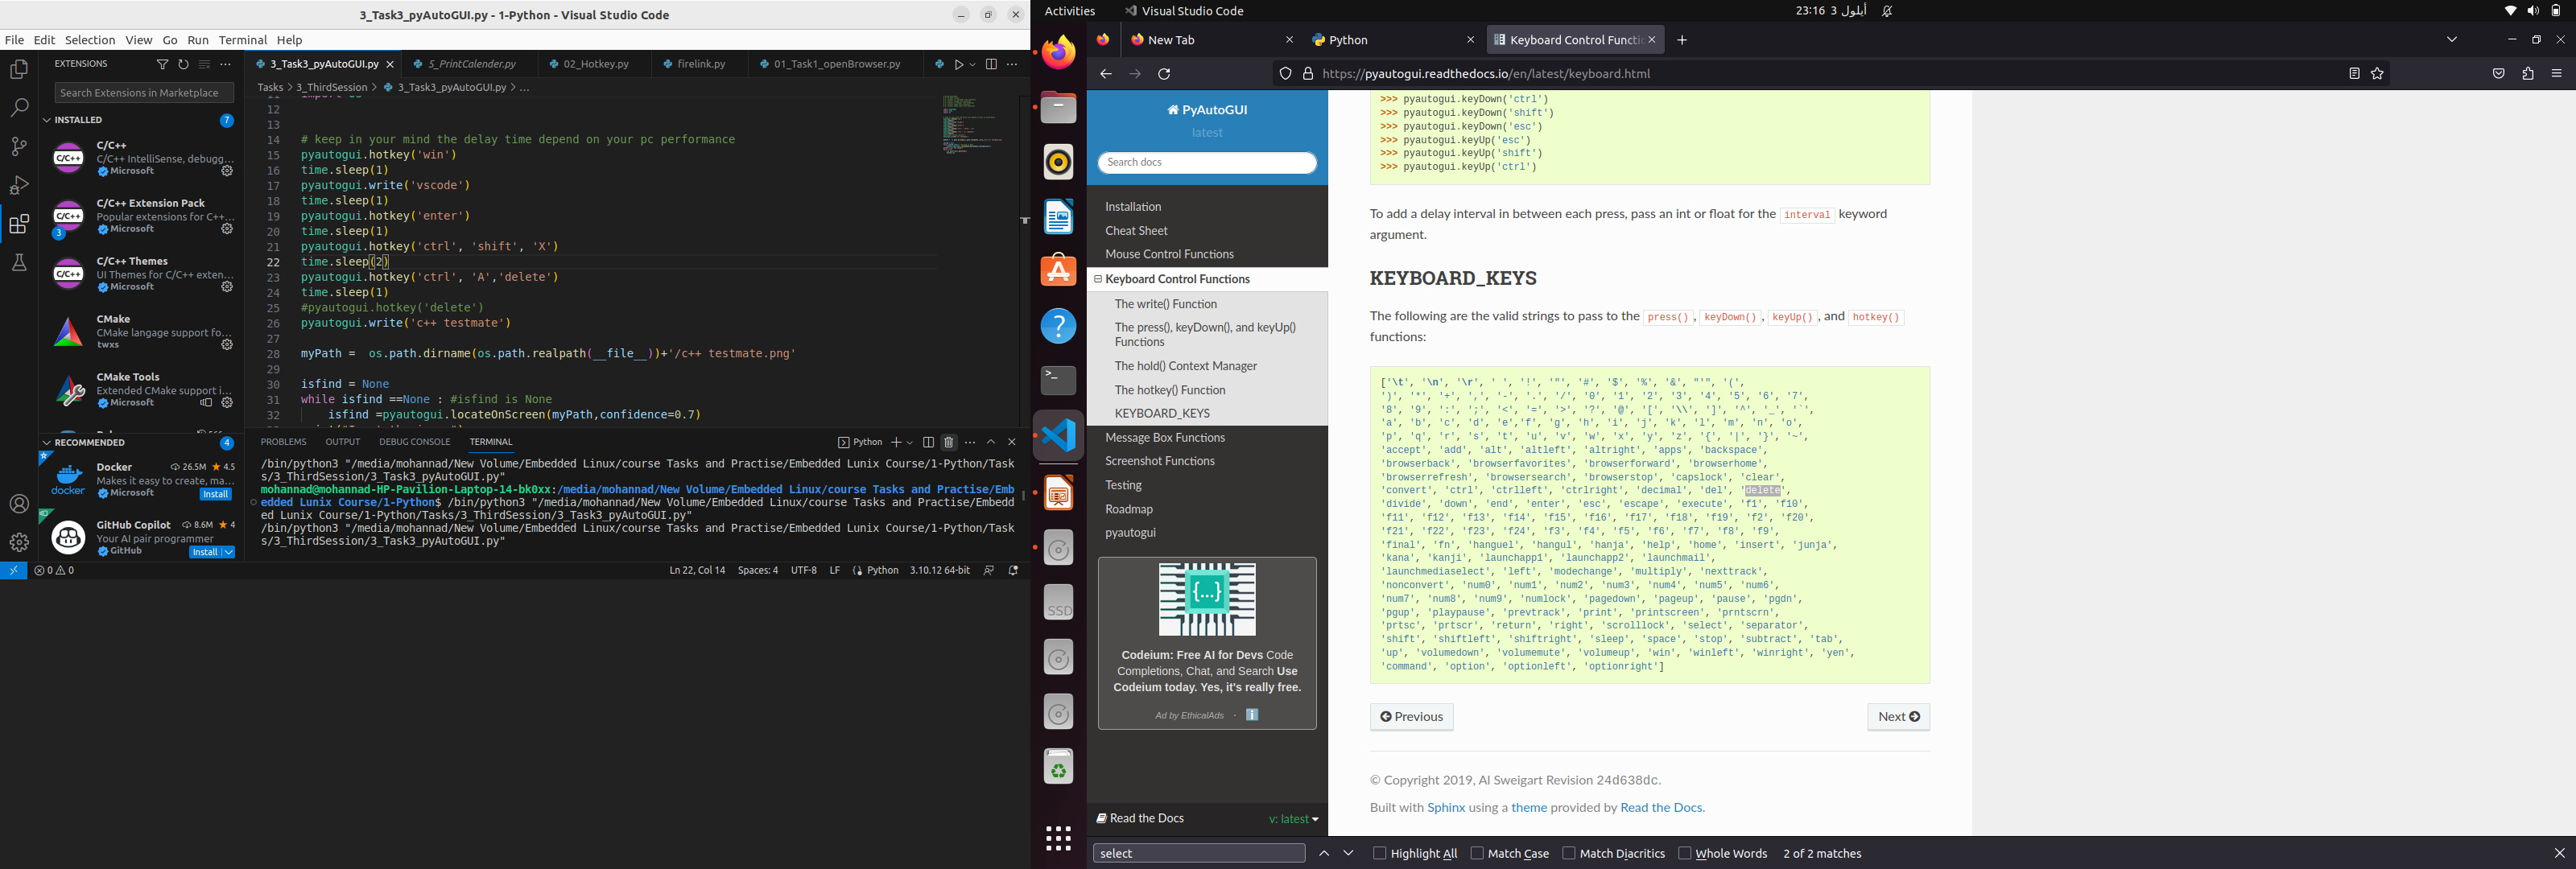 3_Task3_pyAutoGUI.py - 1-Python - Visual Studio Code
File Edit Selection View Go Run Terminal Help
EXTENSIONS
Search Extensions in Marketplace
INSTALLED 7
C/C++
C/C++ IntelliSense, debugg...
Microsoft
C/C++ Extension Pack
Popular extensions for C++...
Microsoft
3
C/C++ Themes
UI Themes for C/C++ exten...
Microsoft
CMake
CMake langage support fo...
twxs
CMake Tools
Extended CMake support i...
Microsoft
RECOMMENDED 4
Docker 26.5M 4.5
Makes it easy to create, ma...
Microsoft Install
docker
GitHub Copilot 8.6M 4
Your AI pair programmer
GitHub Install
3_Task3_pyAutoGUI.py 5_PrintCalender.py 02_Hotkey.py firelink.py 01_Task1_openBrowser.py
Tasks > 3_ThirdSession > 3_Task3_pyAutoGUI.py > ...
12
13
14 # keep in your mind the delay time depend on your pc performance
15 pyautogui.hotkey('win')
16 time.sleep(1)
17 pyautogui.write('vscode')
18 time.sleep(1)
19 pyautogui.hotkey('enter')
20 time.sleep(1)
21 pyautogui.hotkey('ctrl', 'shift', 'X')
22 time.sleep(2)
23 pyautogui.hotkey('ctrl', 'A','delete')
24 time.sleep(1)
25 #pyautogui.hotkey('delete')
26 pyautogui.write('c++ testmate')
27
28 myPath = os.path.dirname(os.path.realpath(__file__))+'/c++ testmate.png'
29
30 isfind = None
31 while isfind ==None : #isfind is None
32 isfind =pyautogui.locateOnScreen(myPath,confidence=0.7)
PROBLEMS OUTPUT DEBUG CONSOLE TERMINAL Python
/bin/python3 "/media/mohannad/New Volume/Embedded Linux/course Tasks and Practise/Embedded Lunix Course/1-Python/Task
s/3_ThirdSession/3_Task3_pyAutoGUI.py"
mohannad@mohannad-HP-Pavilion-Laptop-14-bk0xx:/media/mohannad/New Volume/Embedded Linux/course Tasks and Practise/Emb
edded Lunix Course/1-Python$ /bin/python3 "/media/mohannad/New Volume/Embedded Linux/course Tasks and Practise/Embedd
ed Lunix Course/1-Python/Tasks/3_ThirdSession/3_Task3_pyAutoGUI.py"
/bin/python3 "/media/mohannad/New Volume/Embedded Linux/course Tasks and Practise/Embedded Lunix Course/1-Python/Task
s/3_ThirdSession/3_Task3_pyAutoGUI.py"
0 0 Ln 22, Col 14 Spaces: 4 UTF-8 LF Python 3.10.12 64-bit
Activities Visual Studio Code 23:16 3 أيلول
New Tab Python Keyboard Control Functi
https://pyautogui.readthedocs.io/en/latest/keyboard.html
PyAutoGUI
latest
Search docs
Installation
Cheat Sheet
Mouse Control Functions
Keyboard Control Functions
The write() Function
The press(), keyDown(), and keyUp()
Functions
The hold() Context Manager
The hotkey() Function
KEYBOARD_KEYS
Message Box Functions
Screenshot Functions
Testing
Roadmap
pyautogui
{...}
Codeium: Free AI for Devs Code
Completions, Chat, and Search Use
Codeium today. Yes, it's really free.
Ad by EthicalAds · i
Read the Docs v: latest
SSD
>>> pyautogui.keyDown('ctrl')
>>> pyautogui.keyDown('shift')
>>> pyautogui.keyDown('esc')
>>> pyautogui.keyUp('esc')
>>> pyautogui.keyUp('shift')
>>> pyautogui.keyUp('ctrl')
To add a delay interval in between each press, pass an int or float for the interval keyword
argument.
KEYBOARD_KEYS
The following are the valid strings to pass to the press(), keyDown(), keyUp(), and hotkey()
functions:
['\t', '\n', '\r', ' ', '!', '"', '#', '$', '%', '&', "'", '(',
')', '*', '+', ',', '-', '.', '/', '0', '1', '2', '3', '4', '5', '6', '7',
'8', '9', ':', ';', '<', '=', '>', '?', '@', '[', '\\', ']', '^', '_', '`',
'a', 'b', 'c', 'd', 'e','f', 'g', 'h', 'i', 'j', 'k', 'l', 'm', 'n', 'o',
'p', 'q', 'r', 's', 't', 'u', 'v', 'w', 'x', 'y', 'z', '{', '|', '}', '~',
'accept', 'add', 'alt', 'altleft', 'altright', 'apps', 'backspace',
'browserback', 'browserfavorites', 'browserforward', 'browserhome',
'browserrefresh', 'browsersearch', 'browserstop', 'capslock', 'clear',
'convert', 'ctrl', 'ctrlleft', 'ctrlright', 'decimal', 'del', 'delete',
'divide', 'down', 'end', 'enter', 'esc', 'escape', 'execute', 'f1', 'f10',
'f11', 'f12', 'f13', 'f14', 'f15', 'f16', 'f17', 'f18', 'f19', 'f2', 'f20',
'f21', 'f22', 'f23', 'f24', 'f3', 'f4', 'f5', 'f6', 'f7', 'f8', 'f9',
'final', 'fn', 'hanguel', 'hangul', 'hanja', 'help', 'home', 'insert', 'junja',
'kana', 'kanji', 'launchapp1', 'launchapp2', 'launchmail',
'launchmediaselect', 'left', 'modechange', 'multiply', 'nexttrack',
'nonconvert', 'num0', 'num1', 'num2', 'num3', 'num4', 'num5', 'num6',
'num7', 'num8', 'num9', 'numlock', 'pagedown', 'pageup', 'pause', 'pgdn',
'pgup', 'playpause', 'prevtrack', 'print', 'printscreen', 'prntscrn',
'prtsc', 'prtscr', 'return', 'right', 'scrolllock', 'select', 'separator',
'shift', 'shiftleft', 'shiftright', 'sleep', 'space', 'stop', 'subtract', 'tab',
'up', 'volumedown', 'volumemute', 'volumeup', 'win', 'winleft', 'winright', 'yen',
'command', 'option', 'optionleft', 'optionright']
Previous Next
© Copyright 2019, Al Sweigart Revision 24d638dc.
Built with Sphinx using a theme provided by Read the Docs.
select Highlight All Match Case Match Diacritics Whole Words 2 of 2 matches